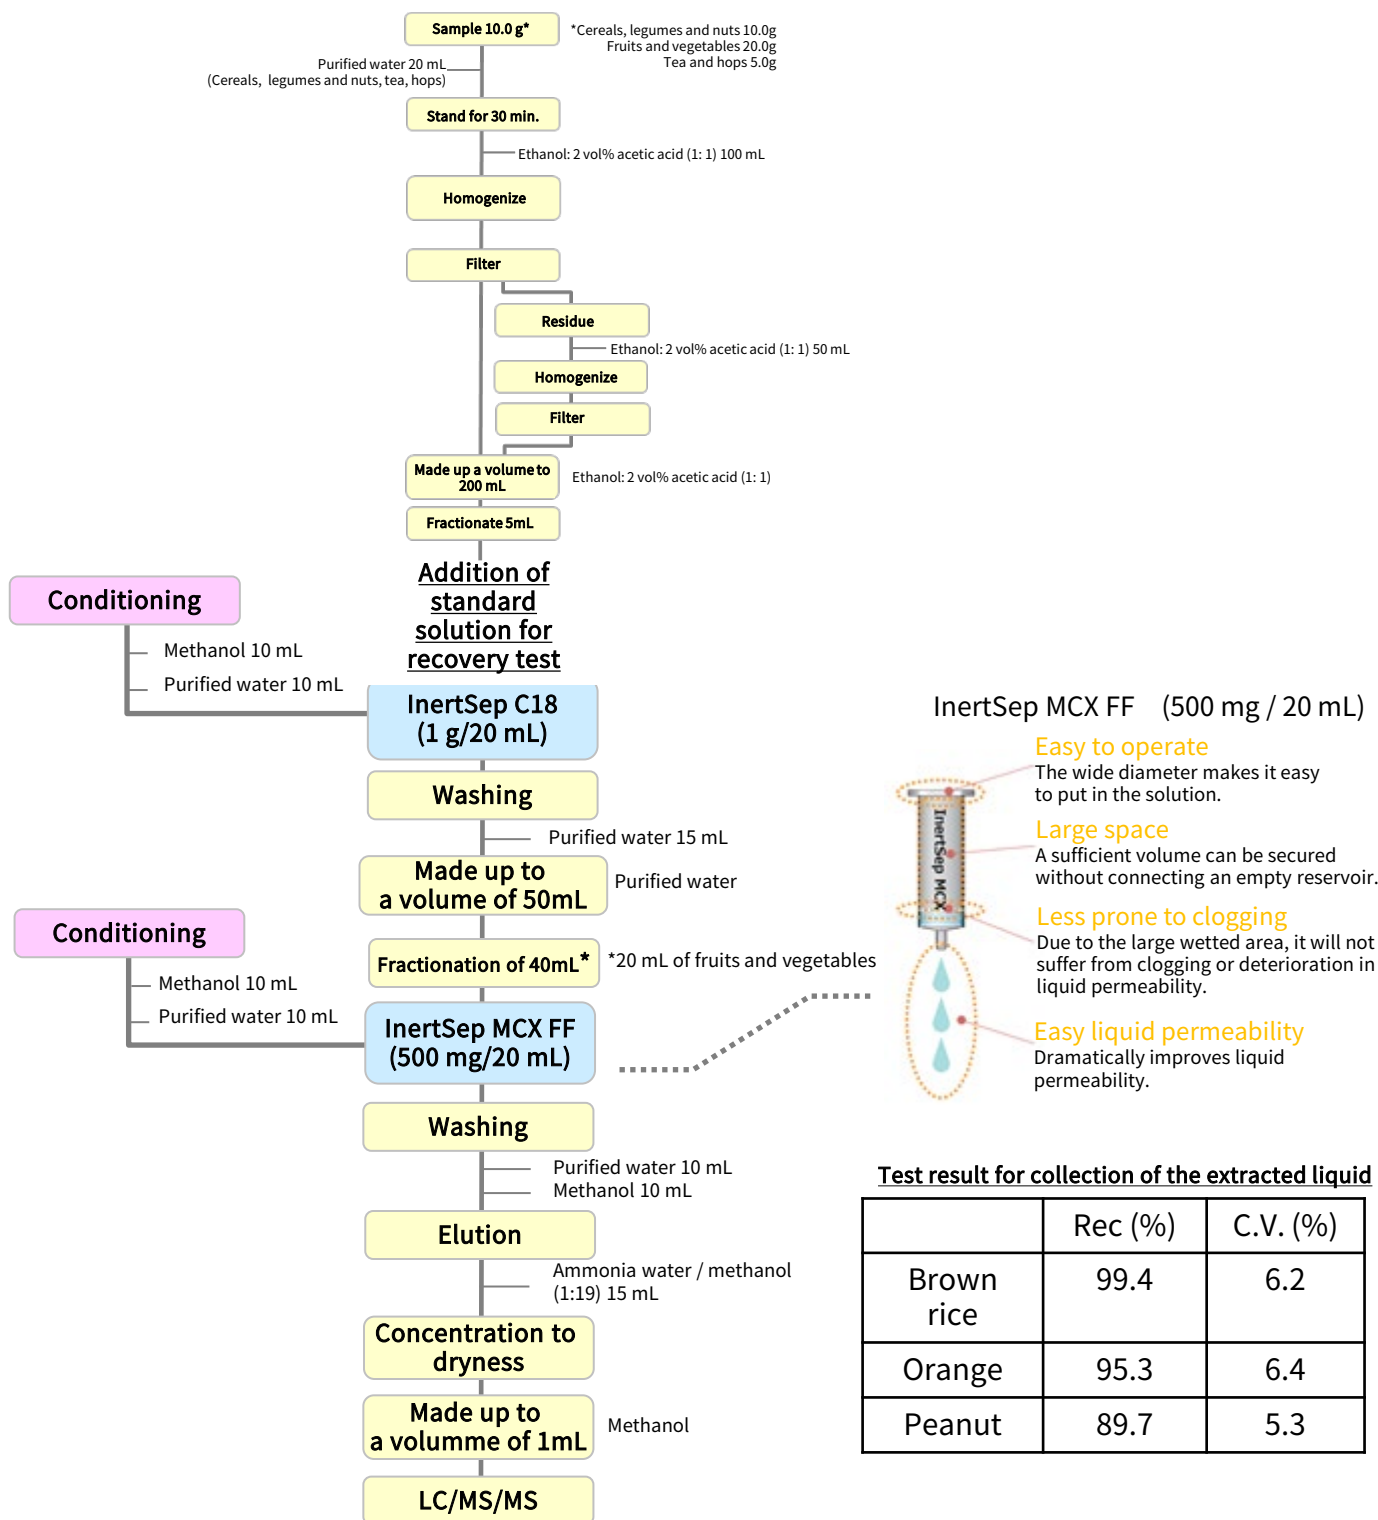 Sample 10.0 g*
*Cereals, legumes and nuts 10.0g
Fruits and vegetables 20.0g
Tea and hops 5.0g
Purified water 20 mL
(Cereals, legumes and nuts, tea, hops)
Stand for 30 min.
Ethanol: 2 vol% acetic acid (1: 1) 100 mL
Homogenize
Filter
Residue
Ethanol: 2 vol% acetic acid (1: 1) 50 mL
Homogenize
Filter
Made up a volume to
200 mL
Ethanol: 2 vol% acetic acid (1: 1)
Fractionate 5mL
Addition of
standard
solution for
recovery test
Conditioning
Methanol 10 mL
Purified water 10 mL
InertSep C18
(1 g/20 mL)
Washing
Purified water 15 mL
Made up to
a volume of 50mL
Purified water
Fractionation of 40mL*
*20 mL of fruits and vegetables
Conditioning
Methanol 10 mL
Purified water 10 mL
InertSep MCX FF
(500 mg/20 mL)
Washing
Purified water 10 mL
Methanol 10 mL
Elution
Ammonia water / methanol
(1:19) 15 mL
Concentration to
dryness
Made up to
a volumme of 1mL
Methanol
LC/MS/MS
InertSep MCX FF (500 mg / 20 mL)
InertSep MCX
Easy to operate
The wide diameter makes it easy
to put in the solution.
Large space
A sufficient volume can be secured
without connecting an empty reservoir.
Less prone to clogging
Due to the large wetted area, it will not
suffer from clogging or deterioration in
liquid permeability.
Easy liquid permeability
Dramatically improves liquid
permeability.
Test result for collection of the extracted liquid
Rec (%) C.V. (%)
Brown
rice
99.4 6.2
Orange 95.3 6.4
Peanut 89.7 5.3